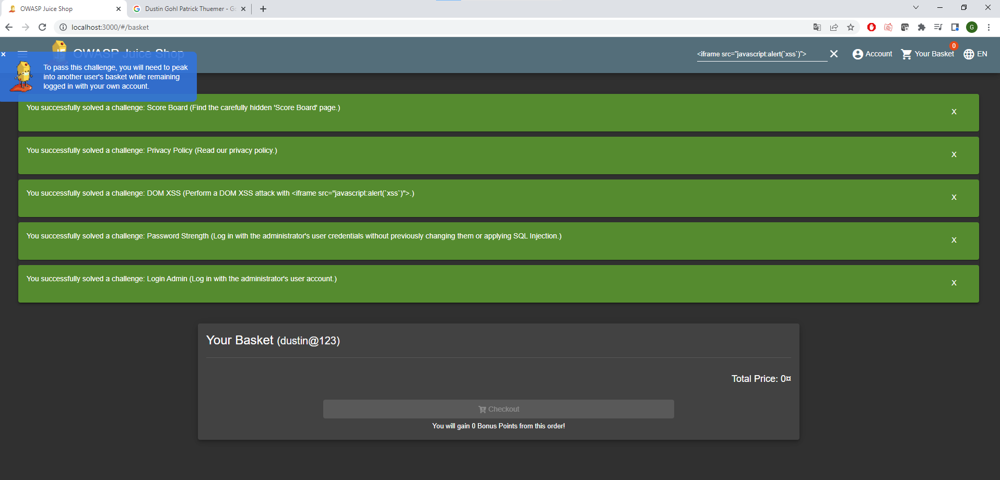 OWASP Juice Shop
Dustin Gohl Patrick Thuemer - Go
localhost:3000/#/basket
G
OWASP Juice Shop
<iframe src="javascript:alert(`xss`)">
Account
Your Basket
0
EN
To pass this challenge, you will need to peak
into another user's basket while remaining
logged in with your own account.
You successfully solved a challenge: Score Board (Find the carefully hidden 'Score Board' page.)
X
You successfully solved a challenge: Privacy Policy (Read our privacy policy.)
X
You successfully solved a challenge: DOM XSS (Perform a DOM XSS attack with <iframe src="javascript:alert(`xss`)">.)
X
You successfully solved a challenge: Password Strength (Log in with the administrator's user credentials without previously changing them or applying SQL Injection.)
X
You successfully solved a challenge: Login Admin (Log in with the administrator's user account.)
X
Your Basket (dustin@123)
Total Price: 0¤
Checkout
You will gain 0 Bonus Points from this order!